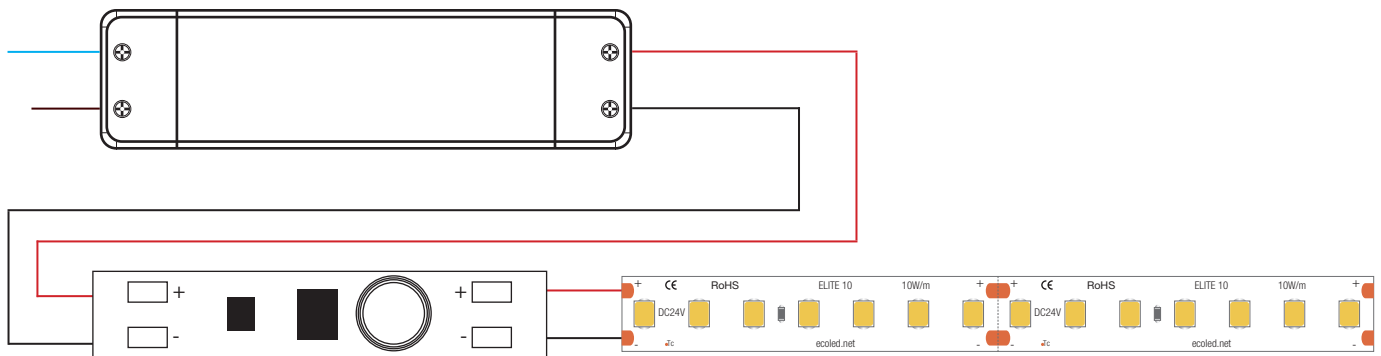 + +
- -
+ CE RoHS ELITE 10 10W/m + + CE RoHS ELITE 10 10W/m +
DC24V DC24V
- .Tc ecoled.net - - .Tc ecoled.net -